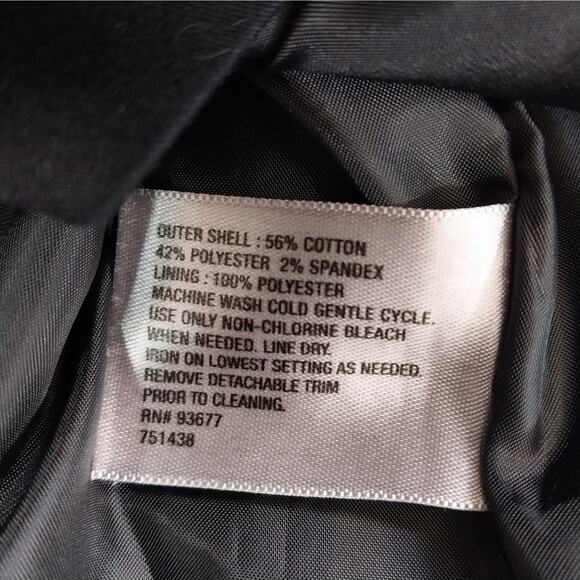 OUTER SHELL : 56% COTTON
42% POLYESTER 2% SPANDEX
LINING : 100% POLYESTER
MACHINE WASH COLD GENTLE CYCLE.
USE ONLY NON-CHLORINE BLEACH
WHEN NEEDED. LINE DRY.
IRON ON LOWEST SETTING AS NEEDED.
REMOVE DETACHABLE TRIM
PRIOR TO CLEANING.
RN# 93677
751438